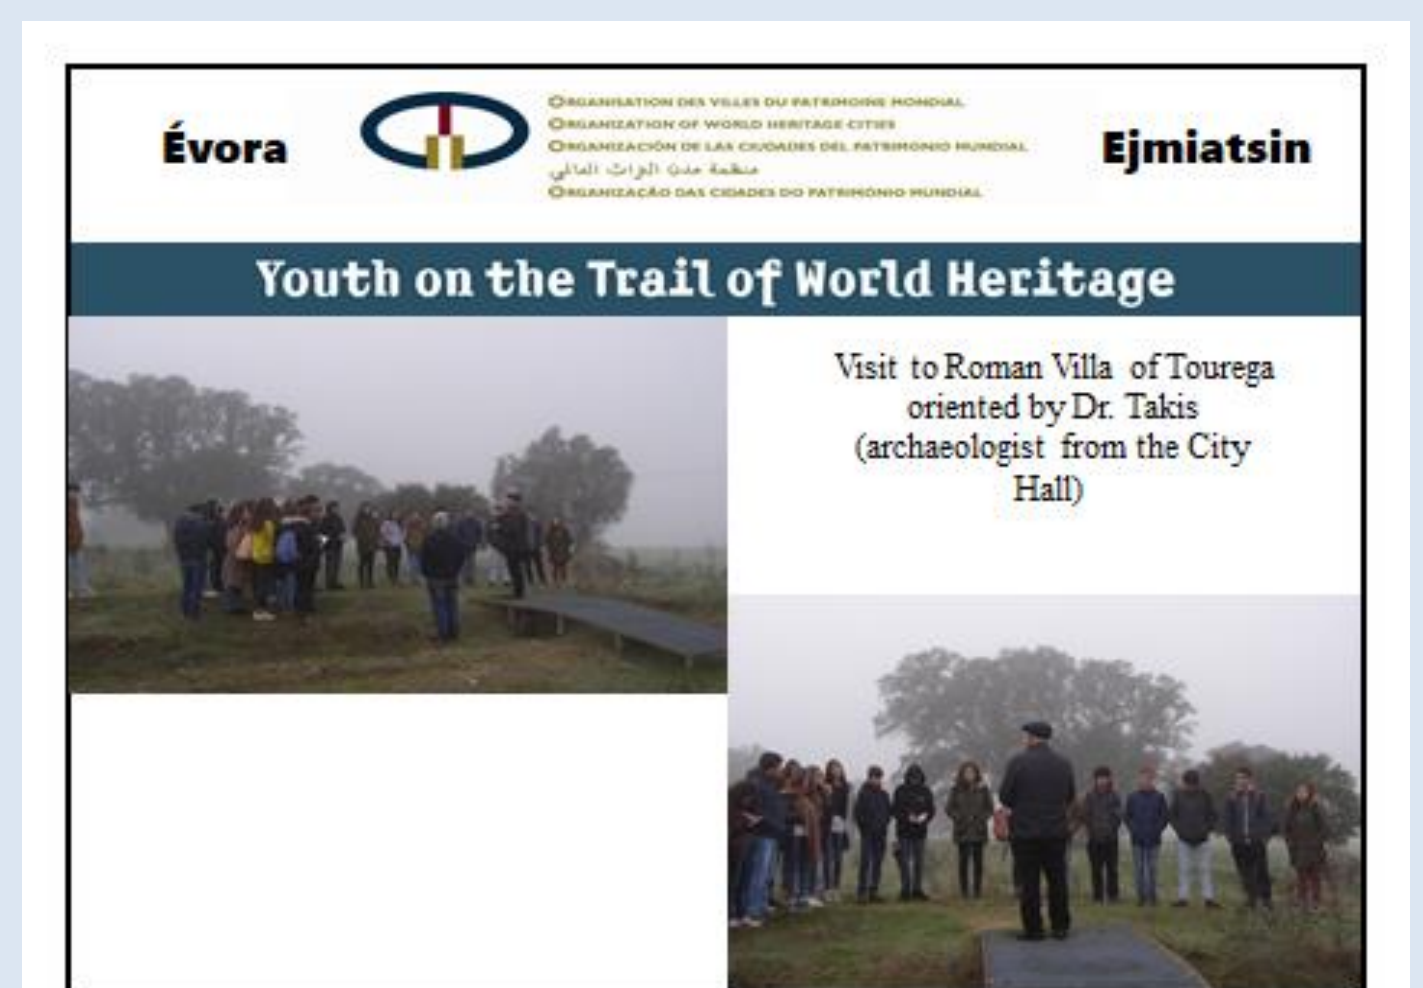 Évora
ORGANISATION DES VILLES DU PATRIMOINE MONDIAL
ORGANIZATION OF WORLD HERITAGE CITIES
ORGANIZACIÓN DE LAS CIUDADES DEL PATRIMONIO MUNDIAL
منظمة مدن التراث العالمي
ORGANIZAÇÃO DAS CIDADES DO PATRIMÓNIO MUNDIAL
Ejmiatsin
Youth on the Trail of World Heritage
Visit to Roman Villa of Tourega
oriented by Dr. Takis
(archaeologist from the City
Hall)